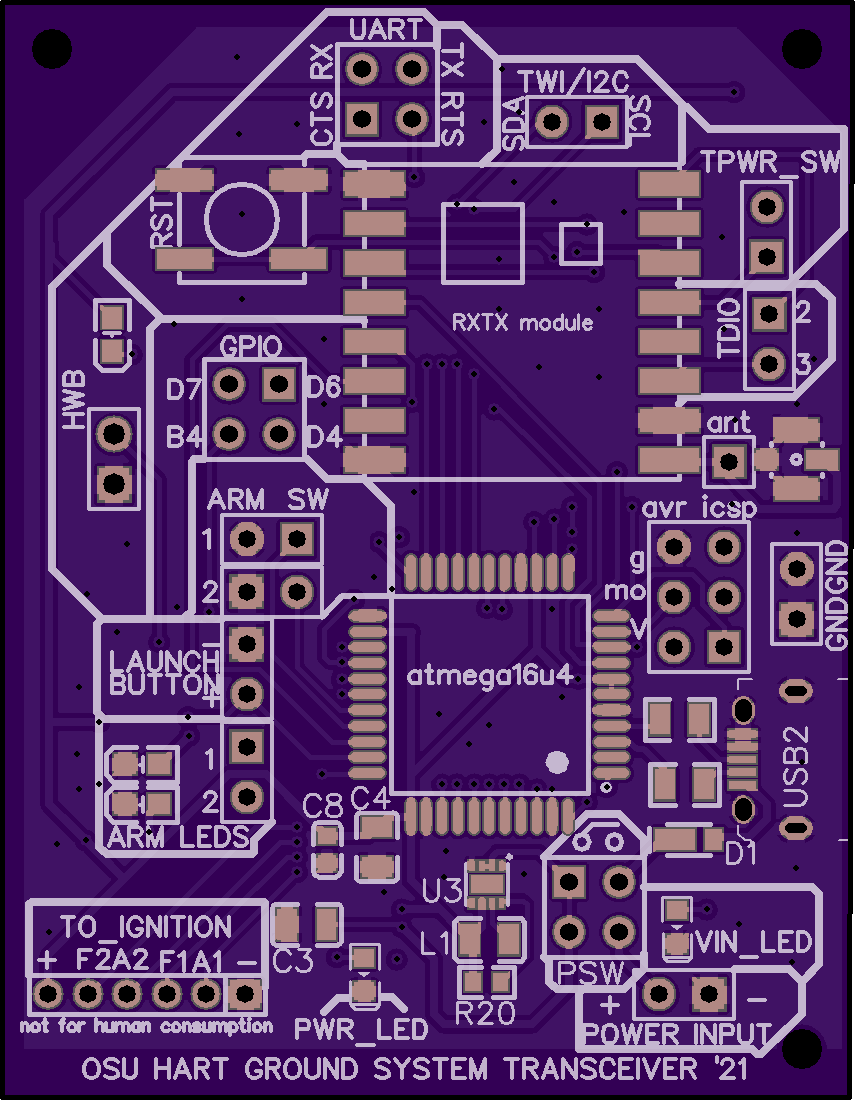 UART
CTS RX
TX RTS
TWI/I2C
SDA
SCL
TPWR_SW
RST
RXTX module
TDIO
2
3
GPIO
D7
D6
B4
D4
HWB
ant
ARM SW
1
2
avr icsp
g
mo
V
GND
GND
LAUNCH
BUTTON
-
+
atmega16u4
1
2
ARM LEDS
USB2
C8
C4
D1
U3
L1
R20
C3
TO_IGNITION
+ F2A2 F1A1 -
not for human consumption
PWR_LED
PSW
VIN_LED
+ -
POWER INPUT
OSU HART GROUND SYSTEM TRANSCEIVER '21